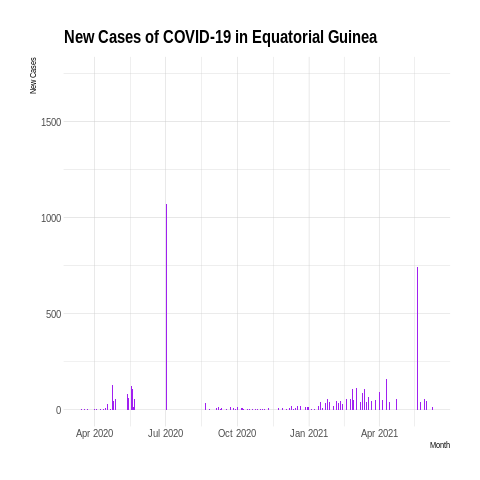 New Cases of COVID-19 in Equatorial Guinea
New Cases
1500
1000
500
0
Apr 2020 Jul 2020 Oct 2020 Jan 2021 Apr 2021
Month